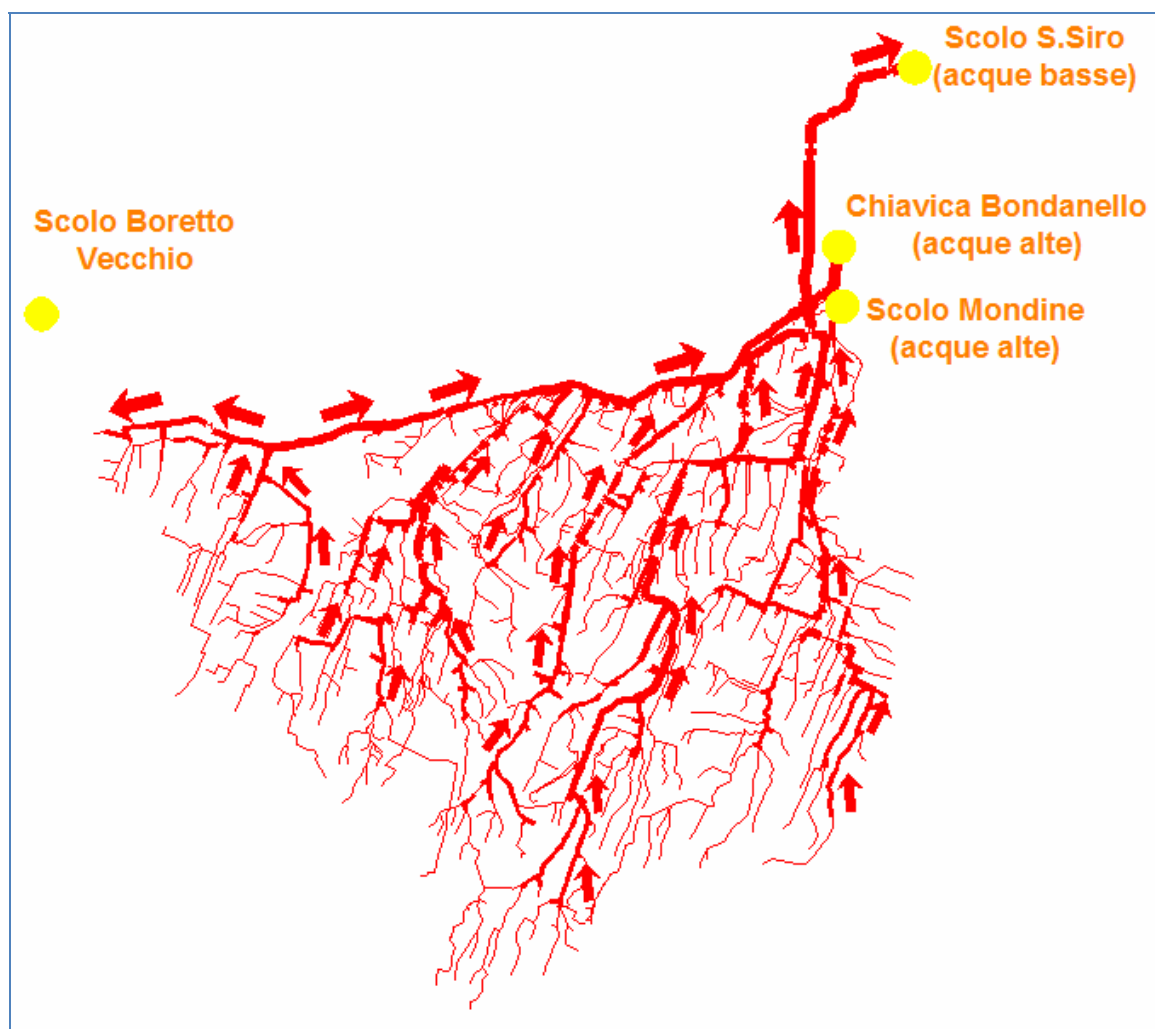 Scolo S.Siro
(acque basse)
Chiavica Bondanello
(acque alte)
Scolo Boretto
Vecchio
Scolo Mondine
(acque alte)